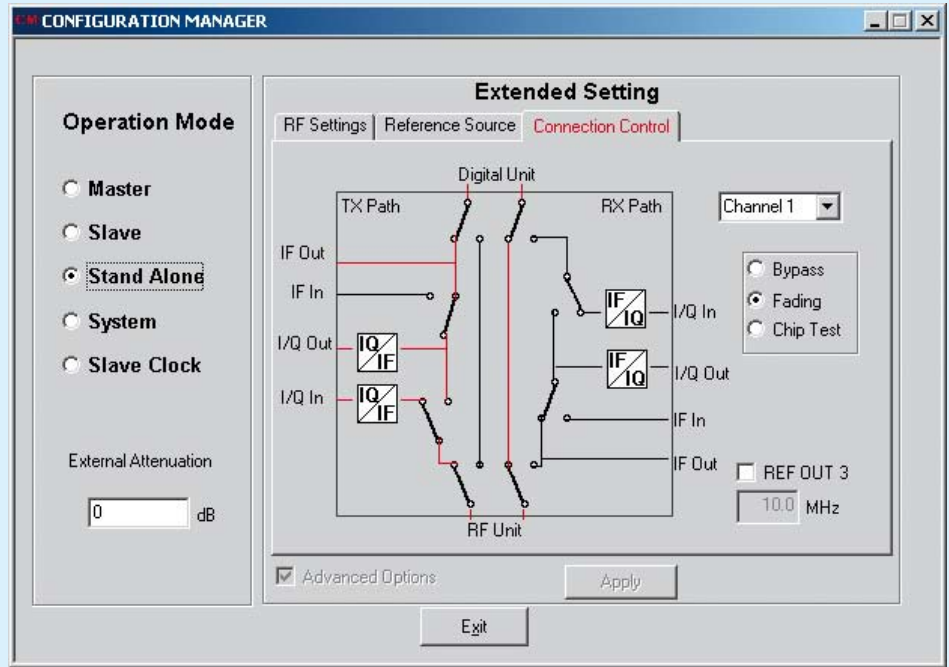 CM CONFIGURATION MANAGER
Operation Mode
Master
Slave
Stand Alone
System
Slave Clock
External Attenuation
0 dB
Extended Setting
RF Settings Reference Source Connection Control
Digital Unit
TX Path RX Path
IF Out
IF In
I/Q Out IQ/IF
I/Q In IQ/IF
IF/IQ I/Q In
IF/IQ I/Q Out
IF In
IF Out
RF Unit
Channel 1
Bypass
Fading
Chip Test
REF OUT 3
10.0 MHz
Advanced Options
Apply
Exit